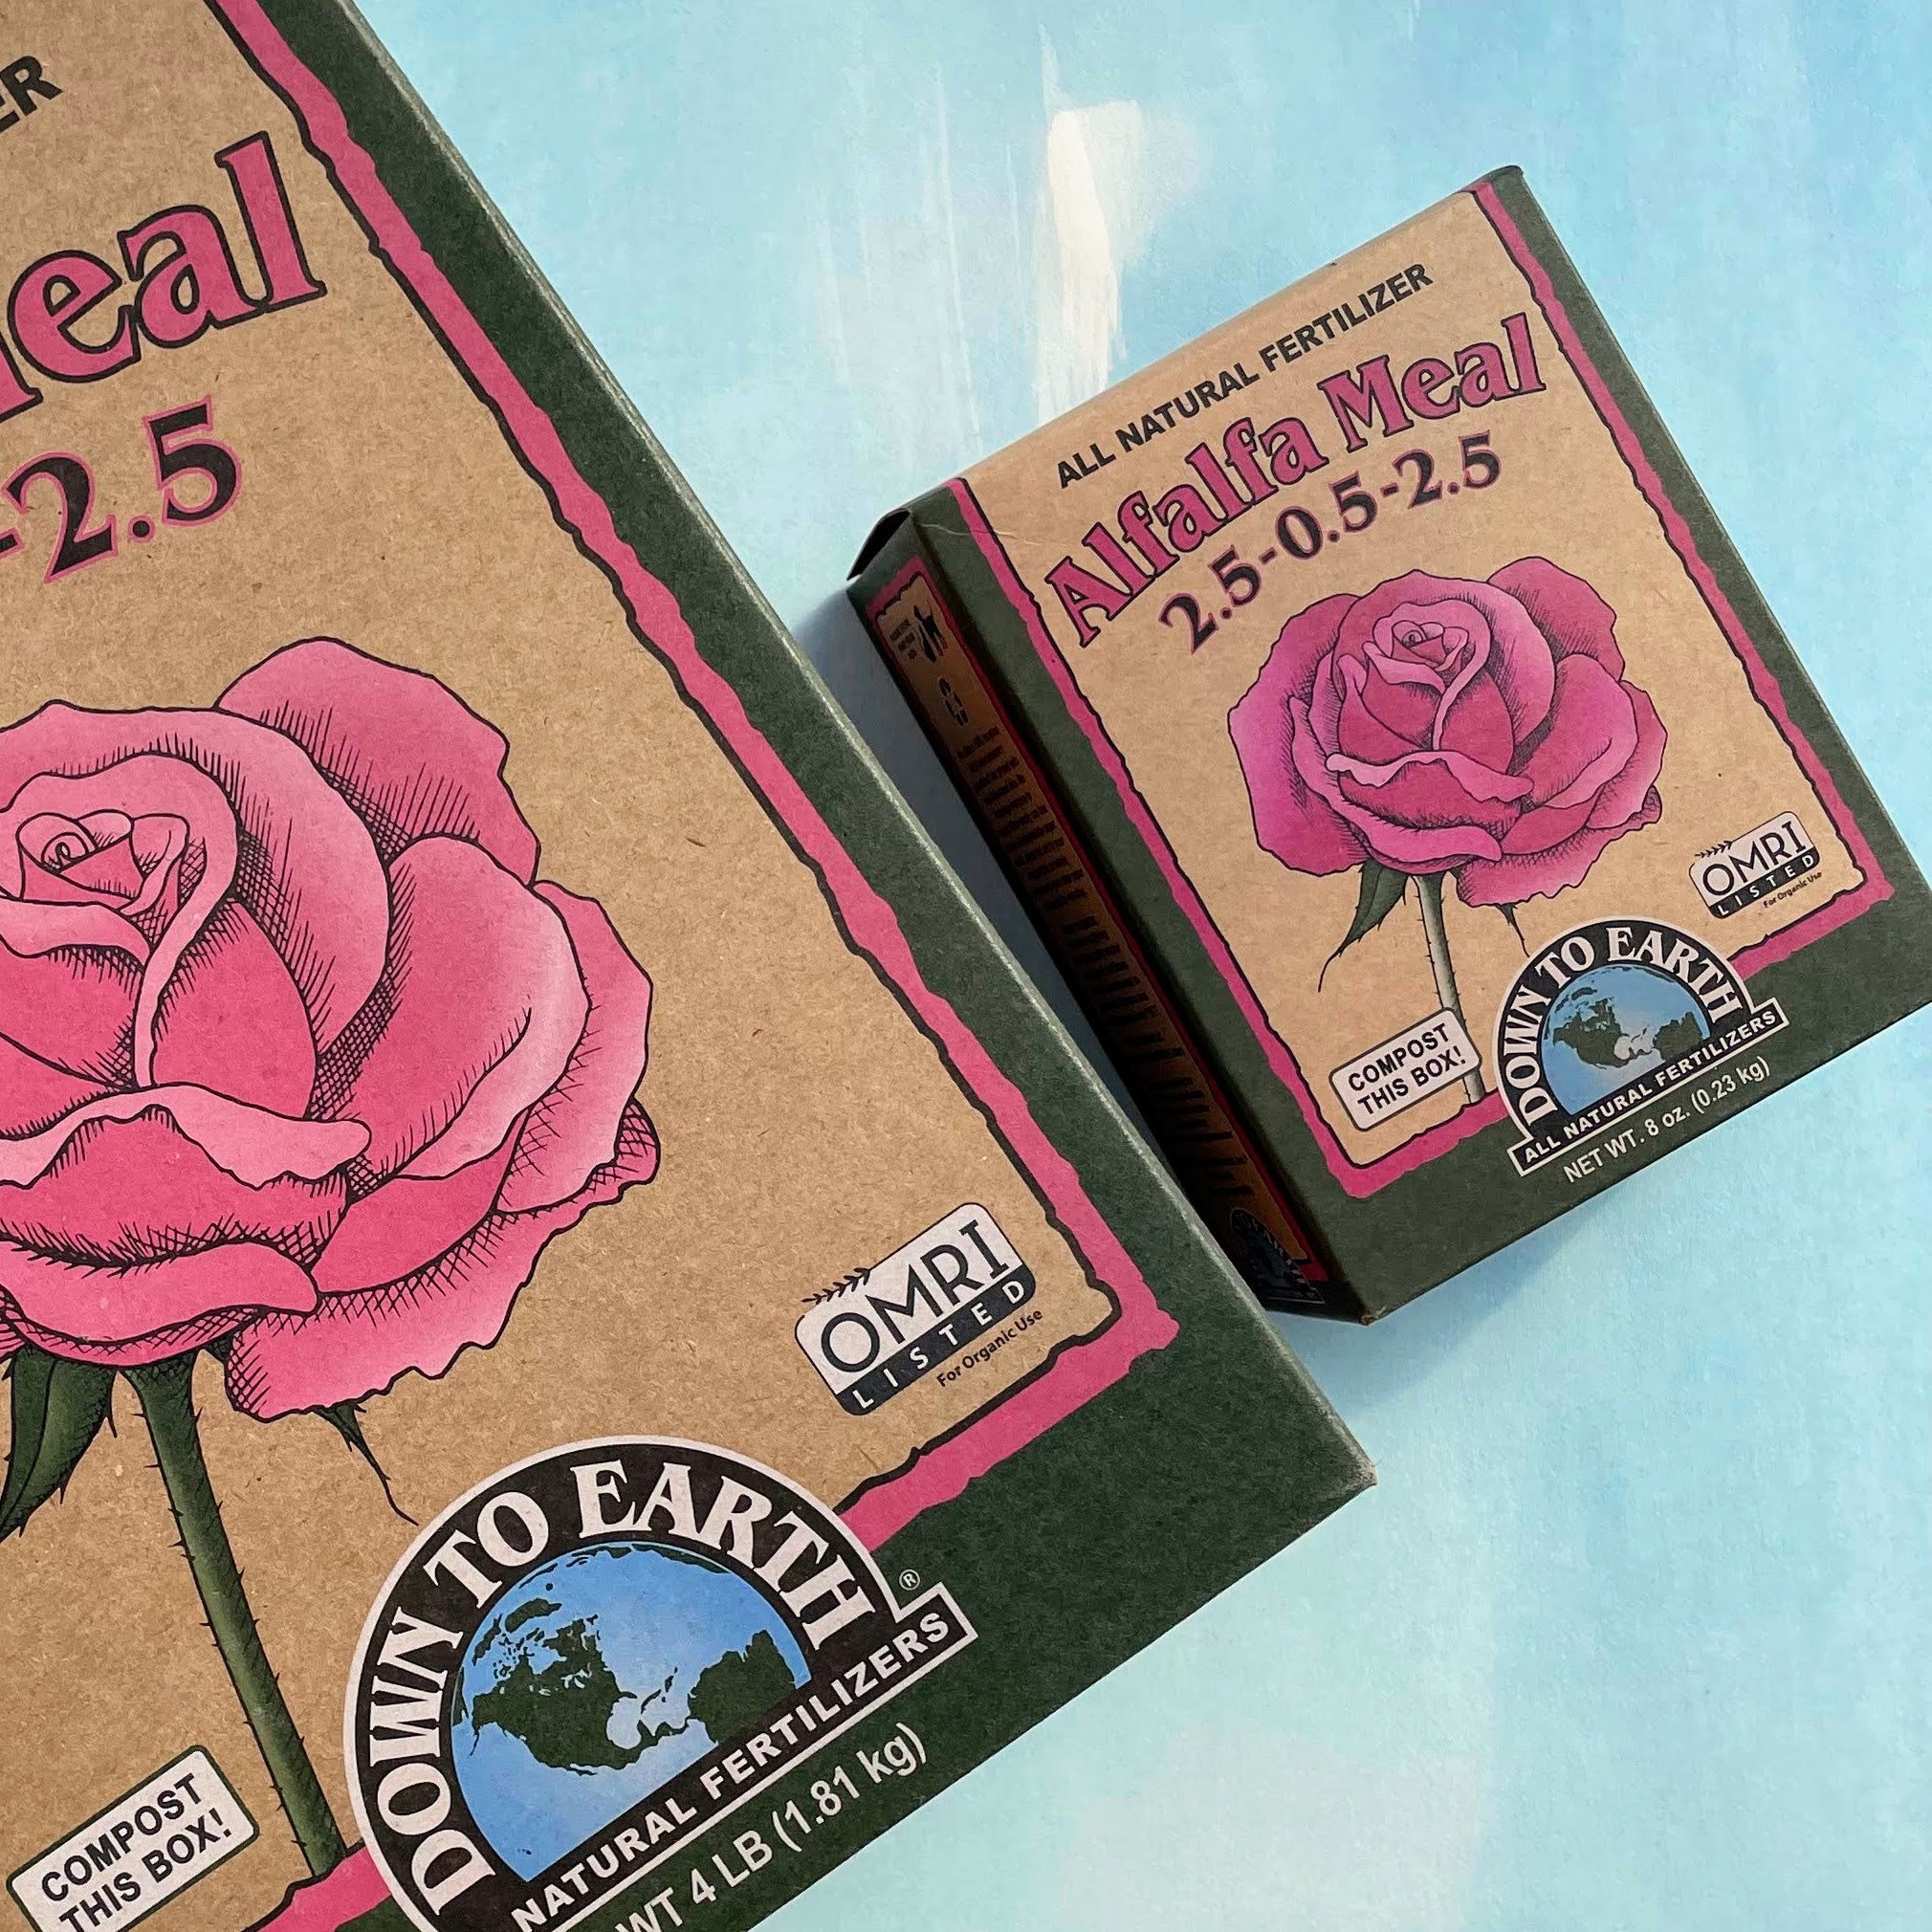 ER
eal
-2.5
OMRI
LISTED
For Organic Use
COMPOST
THIS BOX!
DOWN TO EARTH
®
NATURAL FERTILIZERS
WT 4 LB (1.81 kg)
ALL NATURAL FERTILIZER
Alfalfa Meal
2.5-0.5-2.5
OMRI
LISTED
For Organic Use
COMPOST
THIS BOX!
DOWN TO EARTH
ALL NATURAL FERTILIZERS
NET WT. 8 oz. (0.23 kg)